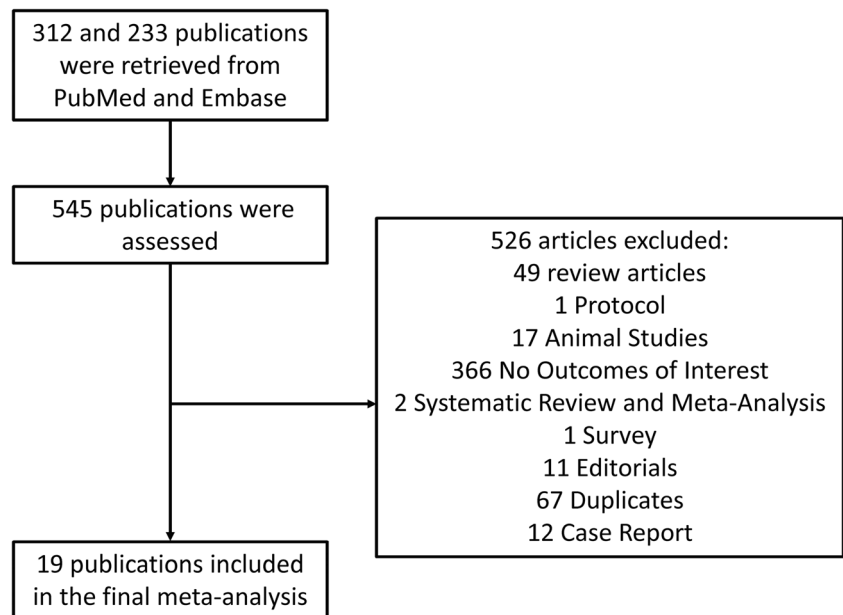 312 and 233 publications
were retrieved from
PubMed and Embase
545 publications were
assessed
526 articles excluded:
49 review articles
1 Protocol
17 Animal Studies
366 No Outcomes of Interest
2 Systematic Review and Meta-Analysis
1 Survey
11 Editorials
67 Duplicates
12 Case Report
19 publications included
in the final meta-analysis